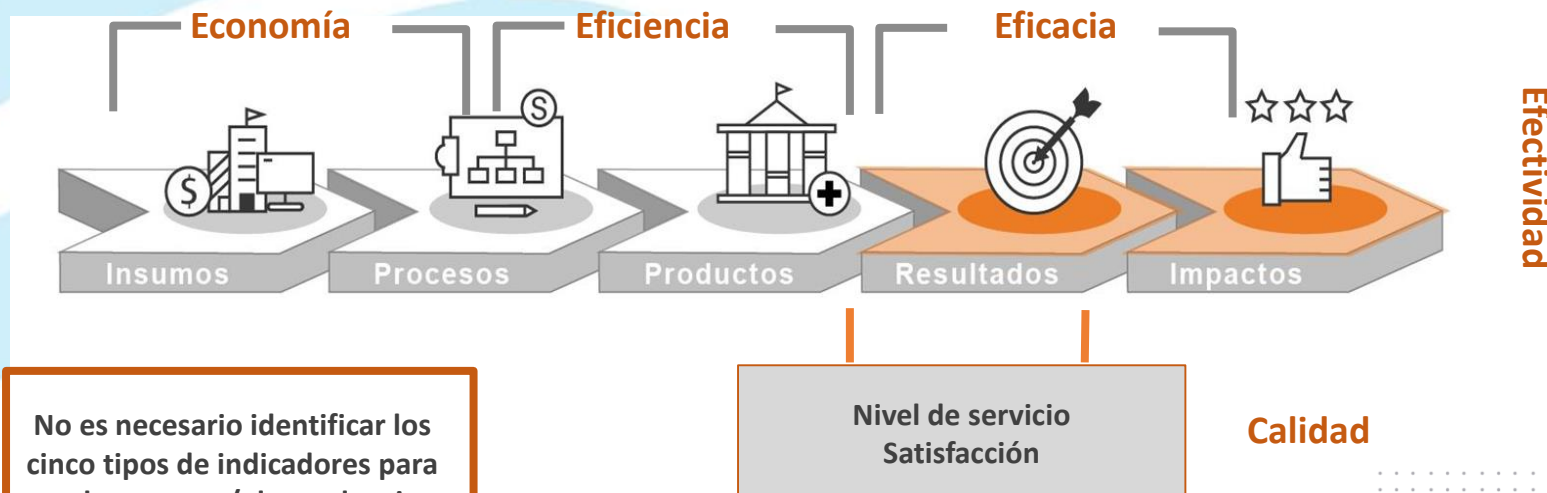 Economía
Eficiencia
Eficacia
Efectividad
$
S
Insumos
Procesos
Productos
Resultados
Impactos
No es necesario identificar los
cinco tipos de indicadores para
Nivel de servicio
Satisfacción
Calidad